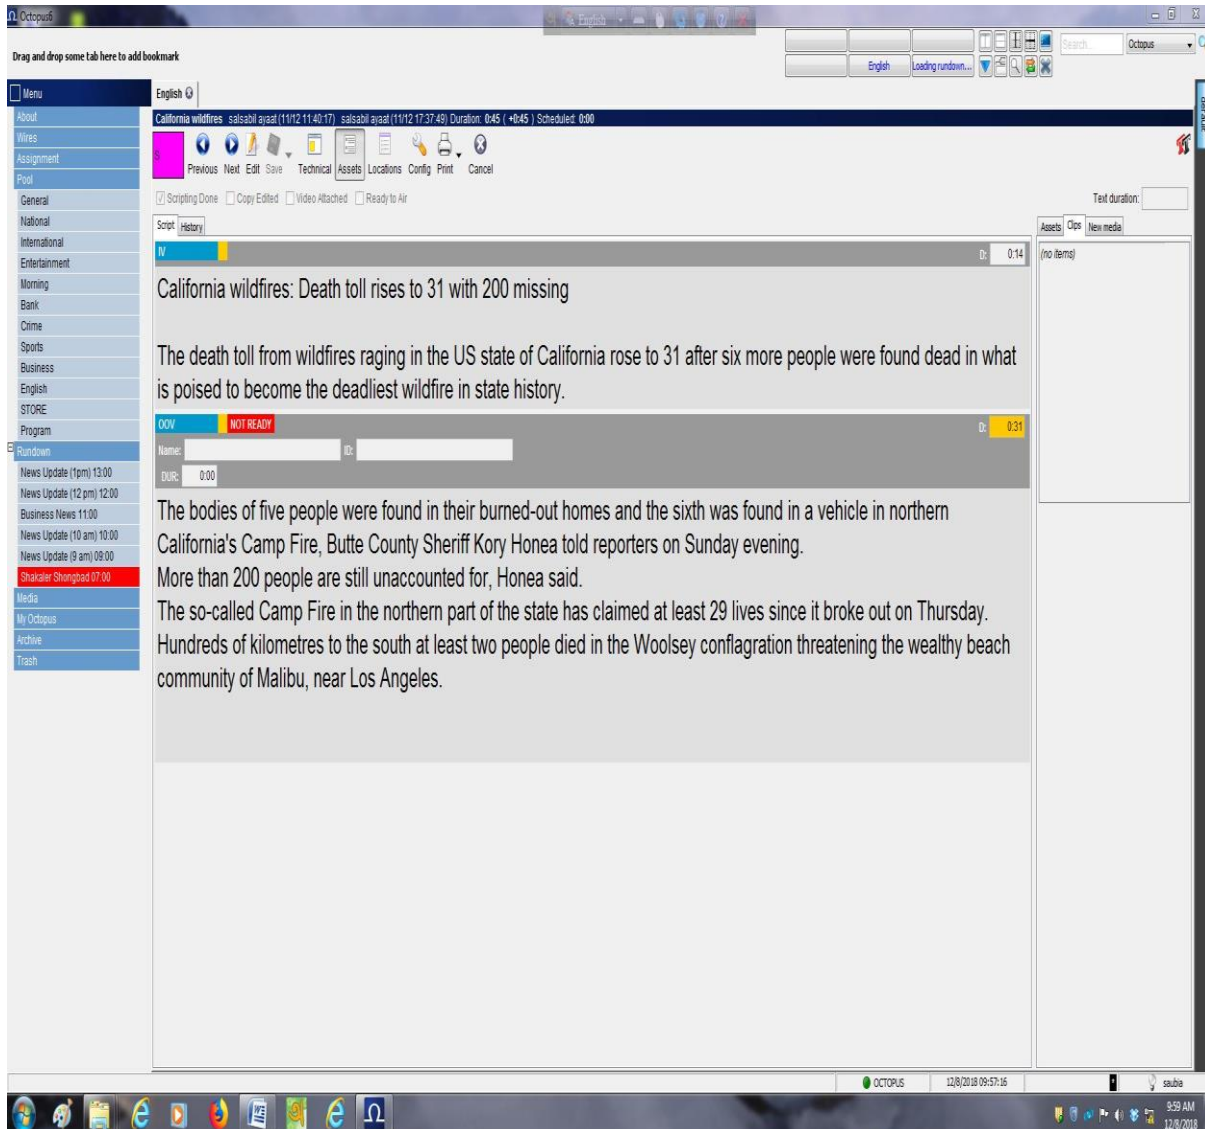 Octopus6
English
Drag and drop some tab here to add bookmark
Search...
Octopus
English
Loading rundown...
Menu
English
About
Wires
Assignment
Pool
General
National
International
Entertainment
Morning
Bank
Crime
Sports
Business
English
STORE
Program
Rundown
News Update (1pm) 13:00
News Update (12 pm) 12:00
Business News 11:00
News Update (10 am) 10:00
News Update (9 am) 09:00
Shakaler Shongbad 07:00
Media
My Octopus
Archive
Trash
California wildfires salsabil ayaat (11/12 11:40:17) salsabil ayaat (11/12 17:37:49) Duration: 0:45 ( +0:45 ) Scheduled: 0:00
S
Previous Next Edit Save Technical Assets Locations Config Print Cancel
Scripting Done Copy Edited Video Attached Ready to Air
Text duration:
Script History
Assets Clips New media
IV
D: 0:14
(no items)
California wildfires: Death toll rises to 31 with 200 missing
The death toll from wildfires raging in the US state of California rose to 31 after six more people were found dead in what
is poised to become the deadliest wildfire in state history.
OOV NOT READY
D: 0:31
Name: ID:
DUR: 0:00
The bodies of five people were found in their burned-out homes and the sixth was found in a vehicle in northern
California's Camp Fire, Butte County Sheriff Kory Honea told reporters on Sunday evening.
More than 200 people are still unaccounted for, Honea said.
The so-called Camp Fire in the northern part of the state has claimed at least 29 lives since it broke out on Thursday.
Hundreds of kilometres to the south at least two people died in the Woolsey conflagration threatening the wealthy beach
community of Malibu, near Los Angeles.
OCTOPUS
12/8/2018 09:57:16
saubia
9:59 AM
12/8/2018